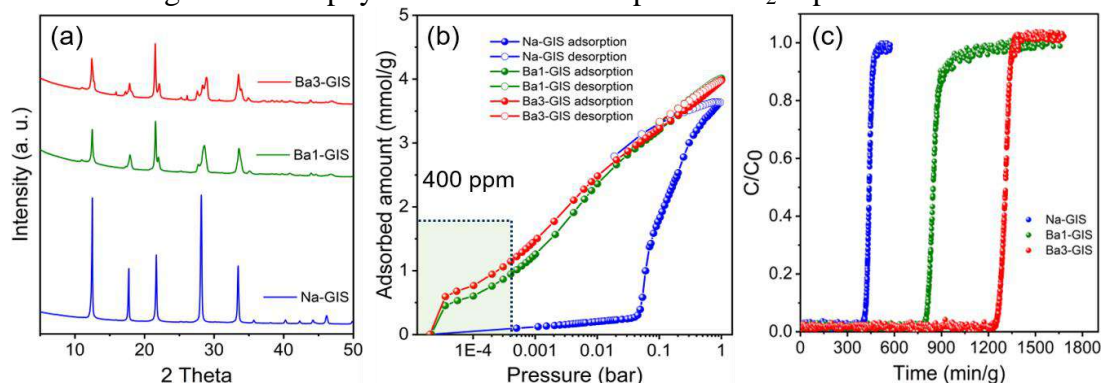 (a)
Intensity (a. u.)
Ba3-GIS
Ba1-GIS
Na-GIS
10 20 30 40 50
2 Theta
(b)
Adsorbed amount (mmol/g)
5
4
3
2
1
0
Na-GIS adsorption
Na-GIS desorption
Ba1-GIS adsorption
Ba1-GIS desorption
Ba3-GIS adsorption
Ba3-GIS desorption
400 ppm
1E-4 0.001 0.01 0.1 1
Pressure (bar)
(c)
C/C0
1.0
0.8
0.6
0.4
0.2
0.0
Na-GIS
Ba1-GIS
Ba3-GIS
0 300 600 900 1200 1500 1800
Time (min/g)